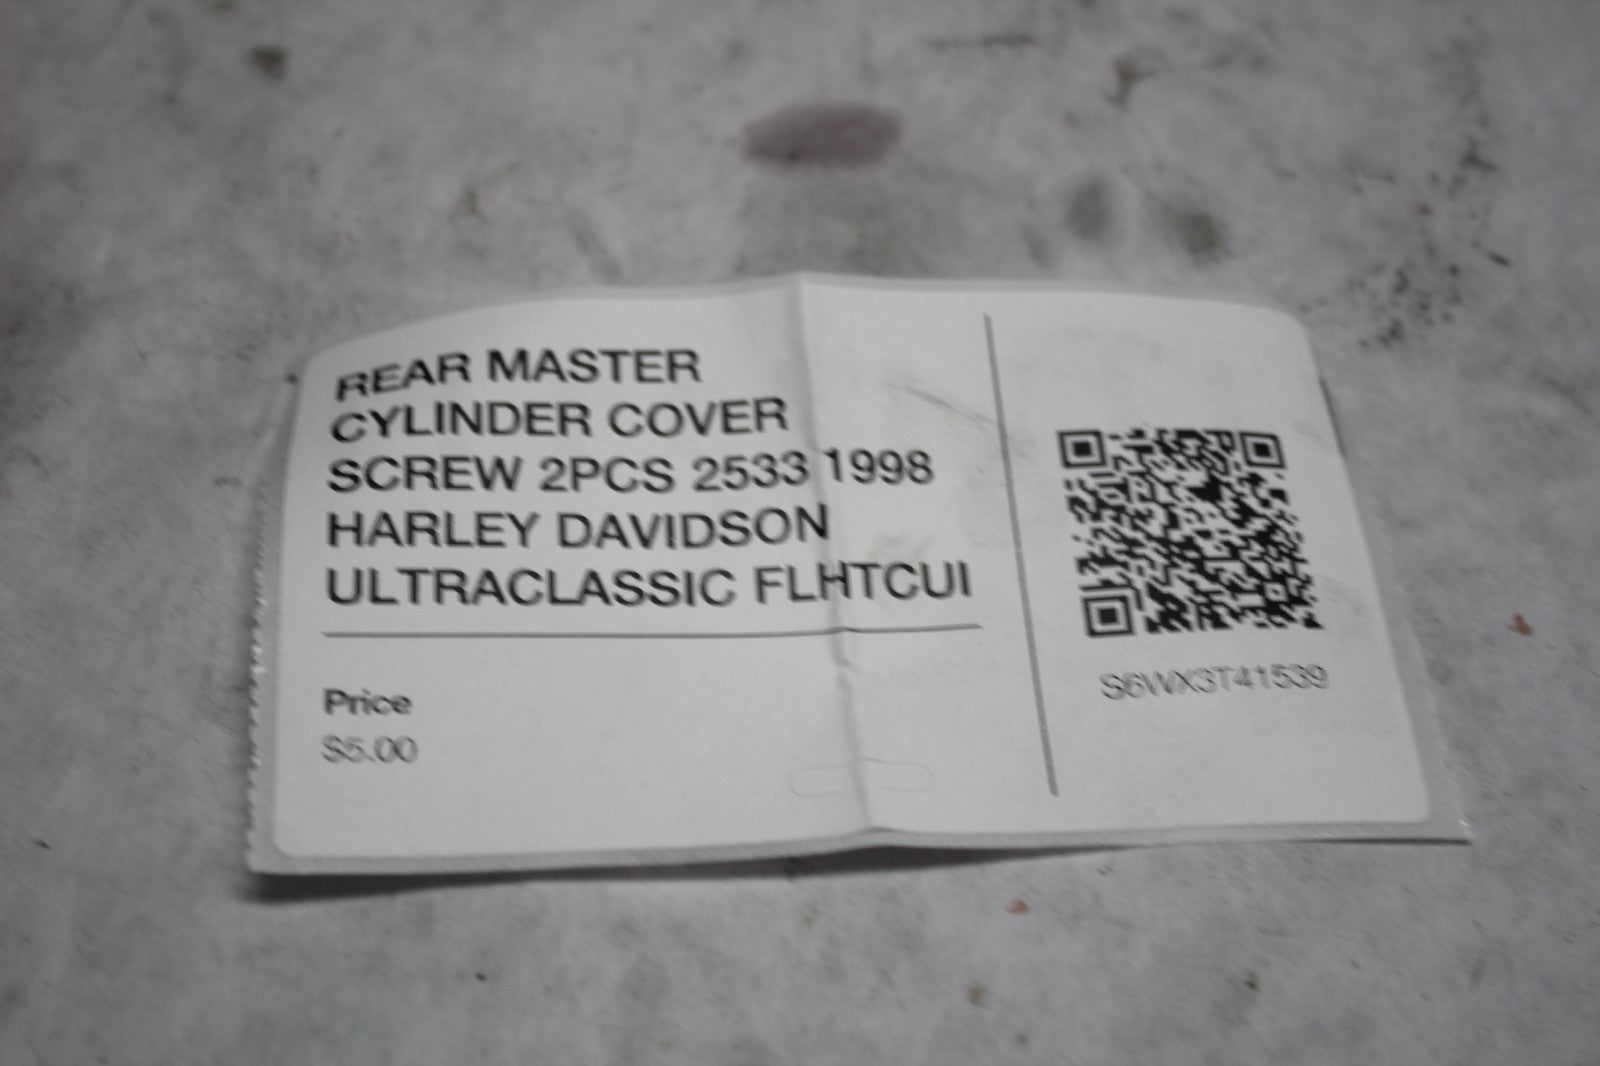 REAR MASTER
CYLINDER COVER
SCREW 2PCS 2533 1998
HARLEY DAVIDSON
ULTRACLASSIC FLHTCUI
Price
$5.00
S6WX3T41539